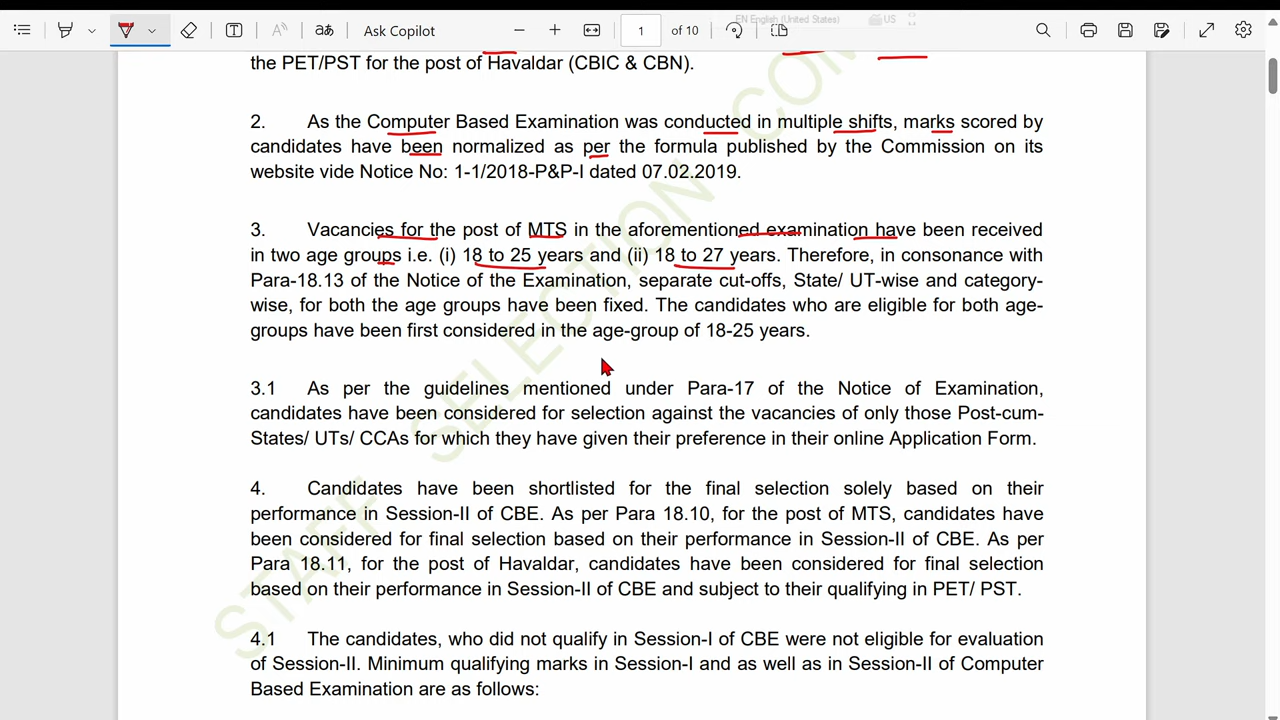 Ask Copilot
1
of 10
EN English (United States)
US
the PET/PST for the post of Havaldar (CBIC & CBN).
2. As the Computer Based Examination was conducted in multiple shifts, marks scored by
candidates have been normalized as per the formula published by the Commission on its
website vide Notice No: 1-1/2018-P&P-I dated 07.02.2019.
3. Vacancies for the post of MTS in the aforementioned examination have been received
in two age groups i.e. (i) 18 to 25 years and (ii) 18 to 27 years. Therefore, in consonance with
Para-18.13 of the Notice of the Examination, separate cut-offs, State/ UT-wise and category-
wise, for both the age groups have been fixed. The candidates who are eligible for both age-
groups have been first considered in the age-group of 18-25 years.
3.1 As per the guidelines mentioned under Para-17 of the Notice of Examination,
candidates have been considered for selection against the vacancies of only those Post-cum-
States/ UTs/ CCAs for which they have given their preference in their online Application Form.
4. Candidates have been shortlisted for the final selection solely based on their
performance in Session-II of CBE. As per Para 18.10, for the post of MTS, candidates have
been considered for final selection based on their performance in Session-II of CBE. As per
Para 18.11, for the post of Havaldar, candidates have been considered for final selection
based on their performance in Session-II of CBE and subject to their qualifying in PET/ PST.
4.1 The candidates, who did not qualify in Session-I of CBE were not eligible for evaluation
of Session-II. Minimum qualifying marks in Session-I and as well as in Session-II of Computer
Based Examination are as follows:
STAFF SELECTION COM